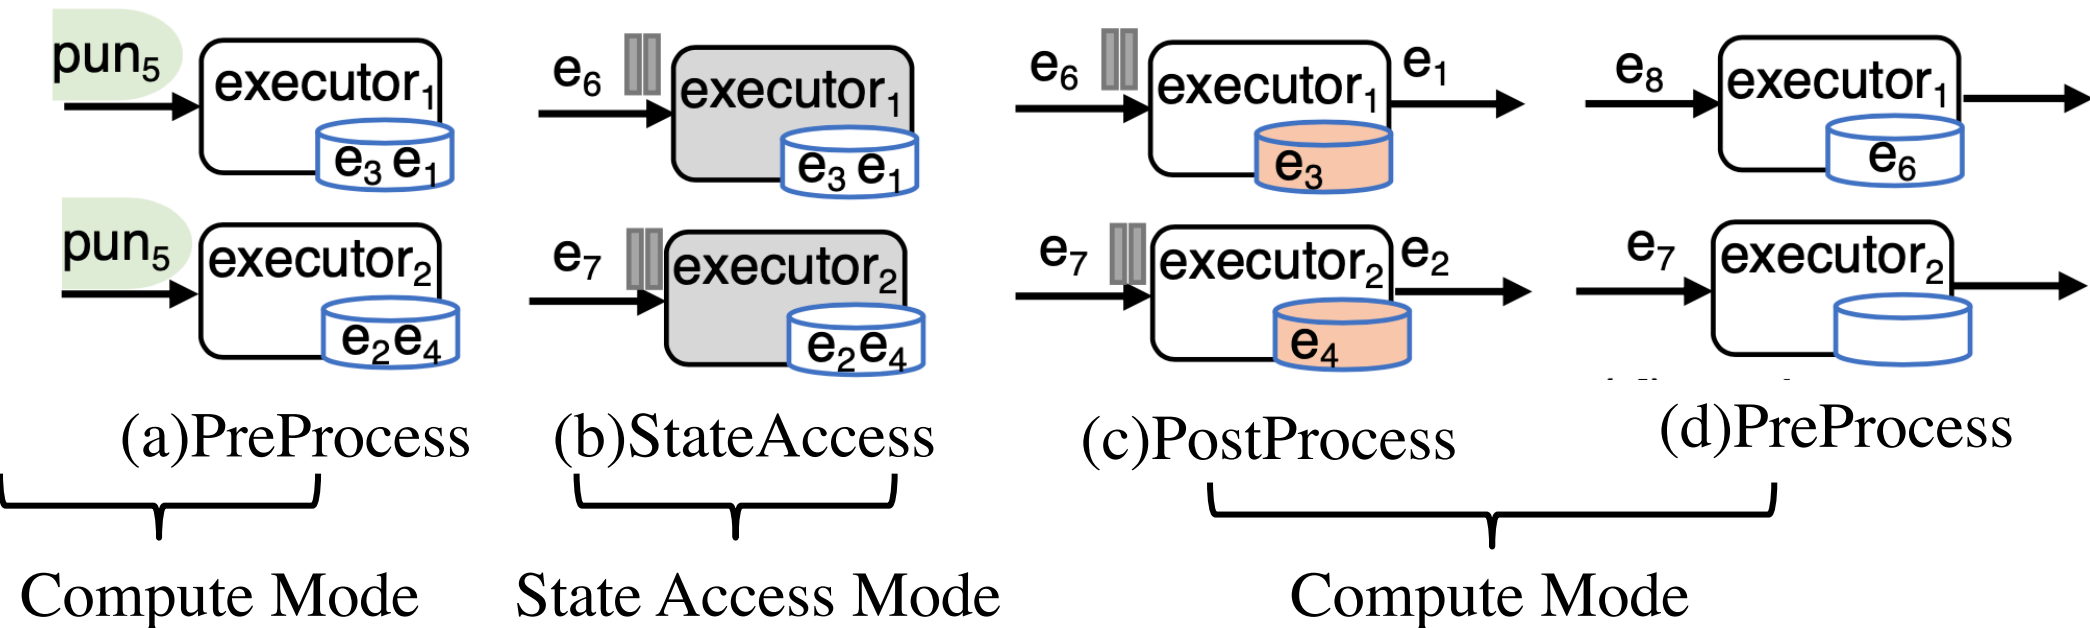 pun₅
executor₁
e₃ e₁
pun₅
executor₂
e₂e₄
(a)PreProcess
Compute Mode
e₆
executor₁
e₃ e₁
e₇
executor₂
e₂e₄
(b)StateAccess
State Access Mode
e₆
executor₁
e₁
e₃
e₇
executor₂
e₂
e₄
(c)PostProcess
e₈
executor₁
e₆
e₇
executor₂
(d)PreProcess
Compute Mode